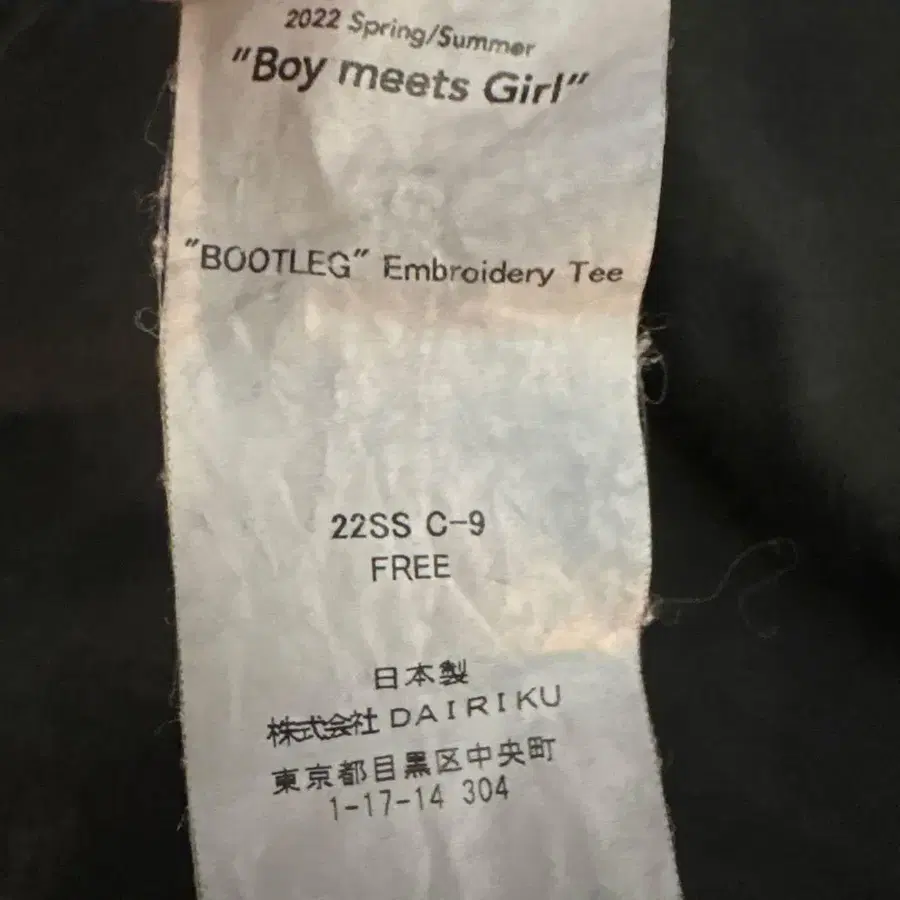 2022 Spring/Summer
"Boy meets Girl"
"BOOTLEG" Embroidery Tee
22SS C-9
FREE
日本製
株式会社 DAIRIKU
東京都目黒区中央町
1-17-14 304